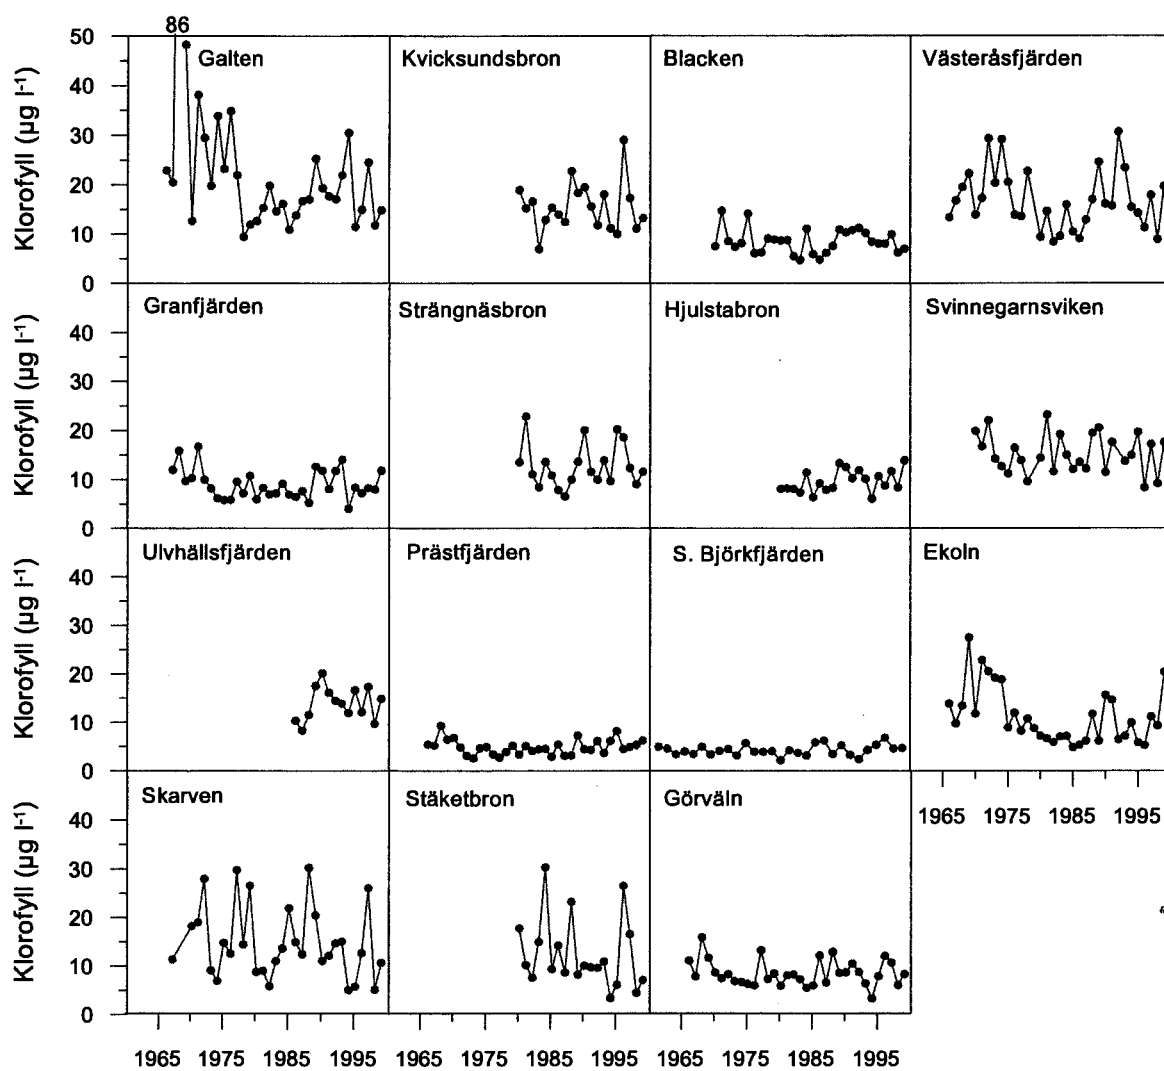 86
50
40
30
20
10
0
Klorofyll (µg l-1)
Galten
Kvicksundsbron
Blacken
Västeråsfjärden
40
30
20
10
0
Klorofyll (µg l-1)
Granfjärden
Strängnäsbron
Hjulstabron
Svinnegarnsviken
40
30
20
10
0
Klorofyll (µg l-1)
Ulvhällsfjärden
Prästfjärden
S. Björkfjärden
Ekoln
1965 1975 1985 1995
40
30
20
10
0
Klorofyll (µg l-1)
Skarven
Stäketbron
Görväln
1965 1975 1985 1995
1965 1975 1985 1995
1965 1975 1985 1995